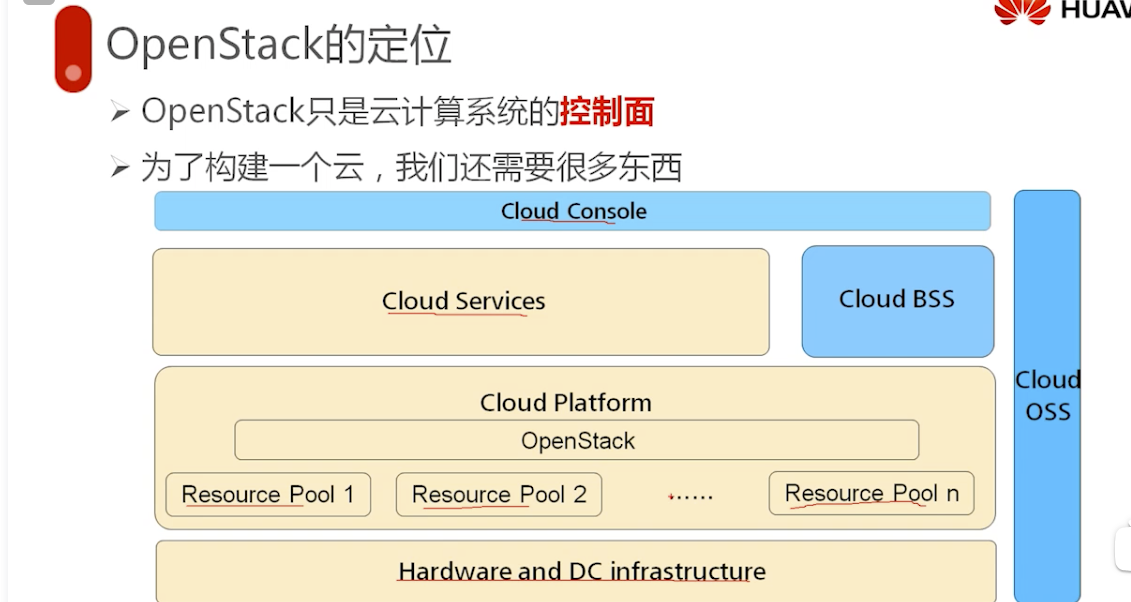 HUAW
OpenStack的定位
OpenStack只是云计算系统的控制面
为了构建一个云，我们还需要很多东西
Cloud Console
Cloud Services
Cloud BSS
Cloud
OSS
Cloud Platform
OpenStack
Resource Pool 1
Resource Pool 2
......
Resource Pool n
Hardware and DC infrastructure